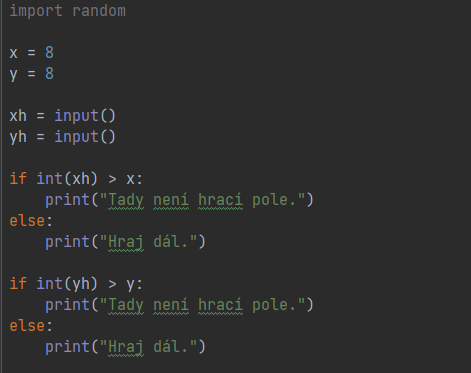 import random
x = 8
y = 8
xh = input()
yh = input()
if int(xh) > x:
    print("Tady není hrací pole.")
else:
    print("Hraj dál.")
if int(yh) > y:
    print("Tady není hrací pole.")
else:
    print("Hraj dál.")